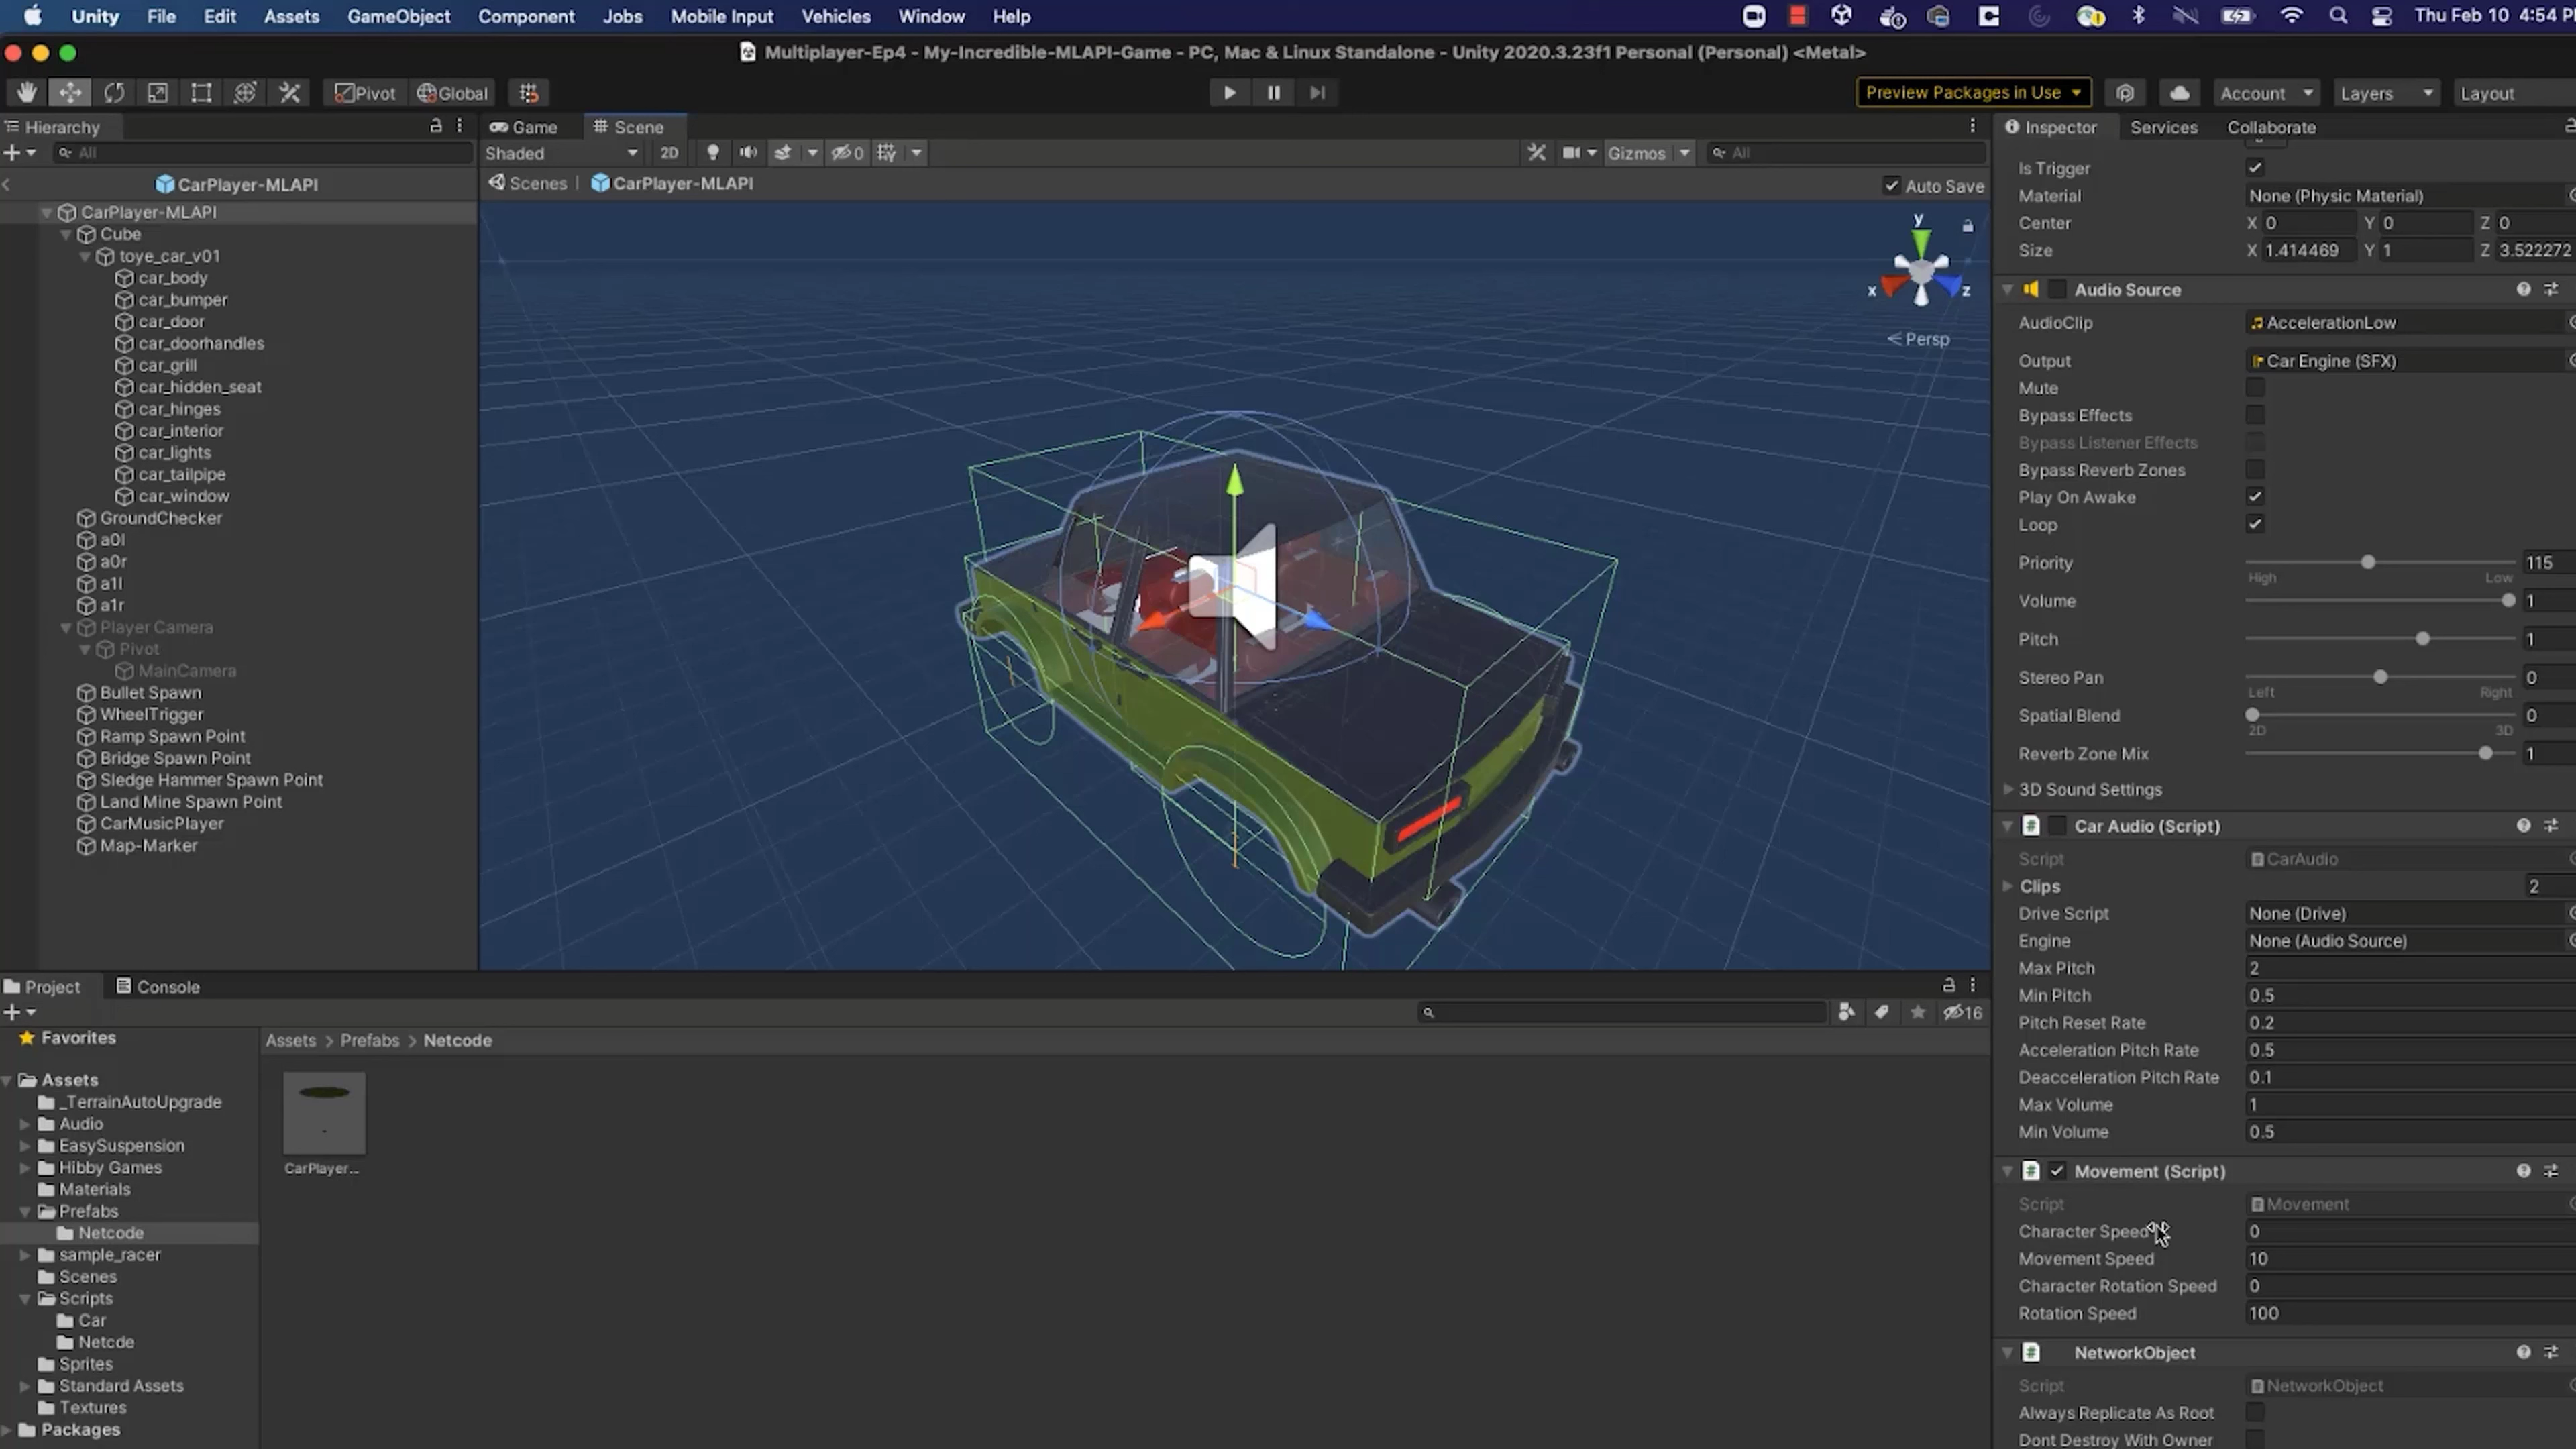 Unity File Edit Assets GameObject Component Jobs Mobile Input Vehicles Window Help Thu Feb 10 4:54
Multiplayer-Ep4 - My-Incredible-MLAPI-Game - PC, Mac & Linux Standalone - Unity 2020.3.23f1 Personal (Personal) <Metal>
Pivot Global Preview Packages in Use Account Layers Layout
Hierarchy
All
CarPlayer-MLAPI
CarPlayer-MLAPI
Cube
toye_car_v01
car_body
car_bumper
car_door
car_doorhandles
car_grill
car_hidden_seat
car_hinges
car_interior
car_lights
car_tailpipe
car_window
GroundChecker
a0l
a0r
a1l
a1r
Player Camera
Pivot
MainCamera
Bullet Spawn
WheelTrigger
Ramp Spawn Point
Bridge Spawn Point
Sledge Hammer Spawn Point
Land Mine Spawn Point
CarMusicPlayer
Map-Marker
Game Scene
Shaded 2D 0 Gizmos All
Scenes CarPlayer-MLAPI Auto Save
y
x z
< Persp
Inspector Services Collaborate
Is Trigger
Material None (Physic Material)
Center X 0 Y 0 Z 0
Size X 1.414469 Y 1 Z 3.522272
Audio Source
AudioClip AccelerationLow
Output Car Engine (SFX)
Mute
Bypass Effects
Bypass Listener Effects
Bypass Reverb Zones
Play On Awake
Loop
Priority 115
High Low
Volume 1
Pitch 1
Stereo Pan 0
Left Right
Spatial Blend 0
2D 3D
Reverb Zone Mix 1
3D Sound Settings
Car Audio (Script)
Script CarAudio
Clips 2
Drive Script None (Drive)
Engine None (Audio Source)
Max Pitch 2
Min Pitch 0.5
Pitch Reset Rate 0.2
Acceleration Pitch Rate 0.5
Deacceleration Pitch Rate 0.1
Max Volume 1
Min Volume 0.5
Movement (Script)
Script Movement
Character Speed 0
Movement Speed 10
Character Rotation Speed 0
Rotation Speed 100
NetworkObject
Script NetworkObject
Always Replicate As Root
Dont Destroy With Owner
Project Console
16
Favorites
Assets
_TerrainAutoUpgrade
Audio
EasySuspension
Hibby Games
Materials
Prefabs
Netcode
sample_racer
Scenes
Scripts
Car
Netcde
Sprites
Standard Assets
Textures
Packages
Assets > Prefabs > Netcode
CarPlayer...